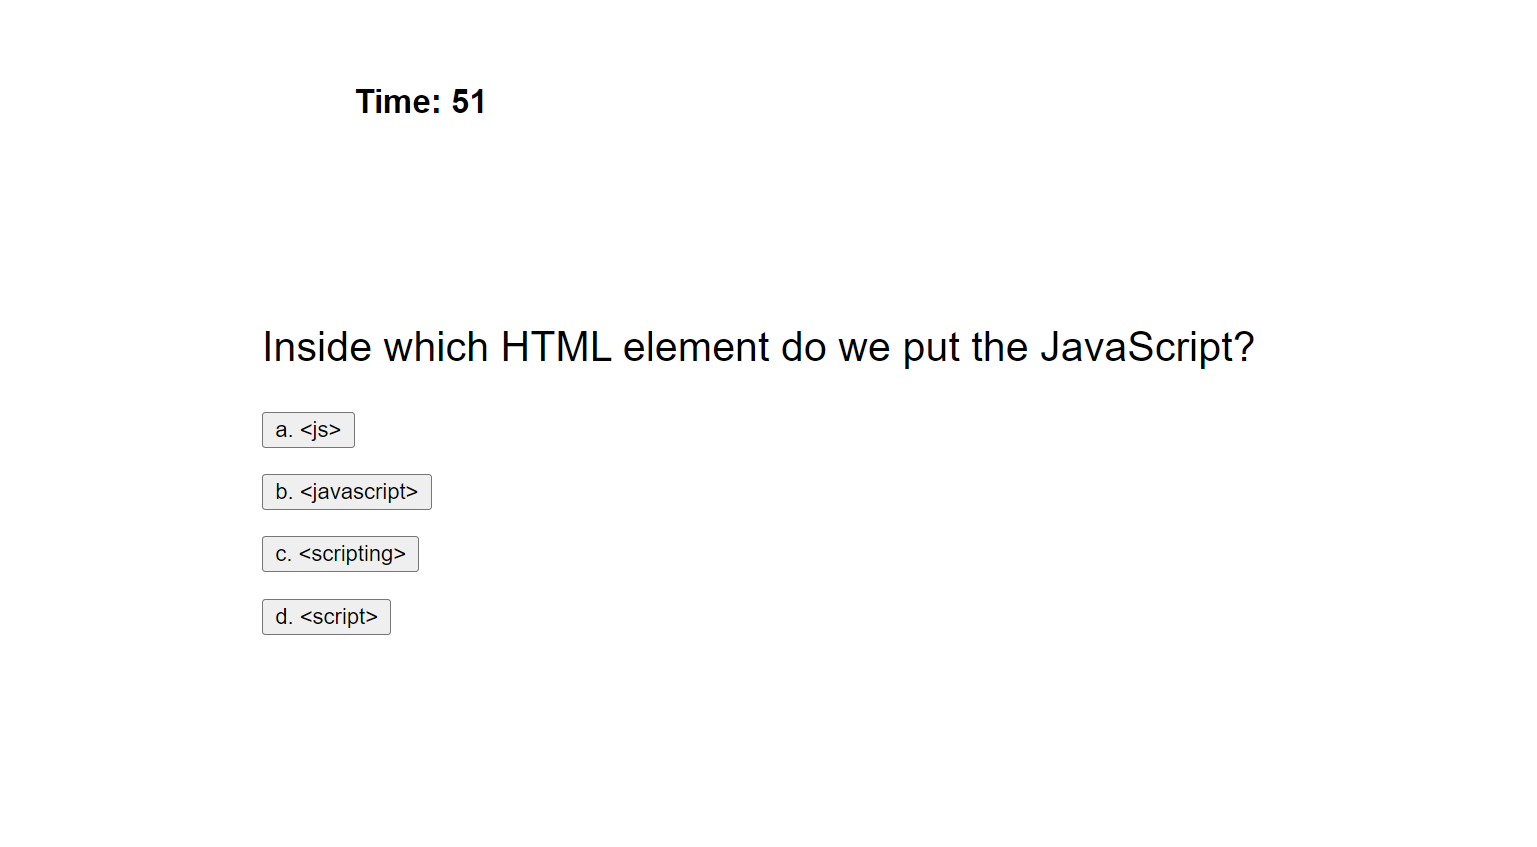 Time: 51
Inside which HTML element do we put the JavaScript?
a. <js>
b. <javascript>
c. <scripting>
d. <script>